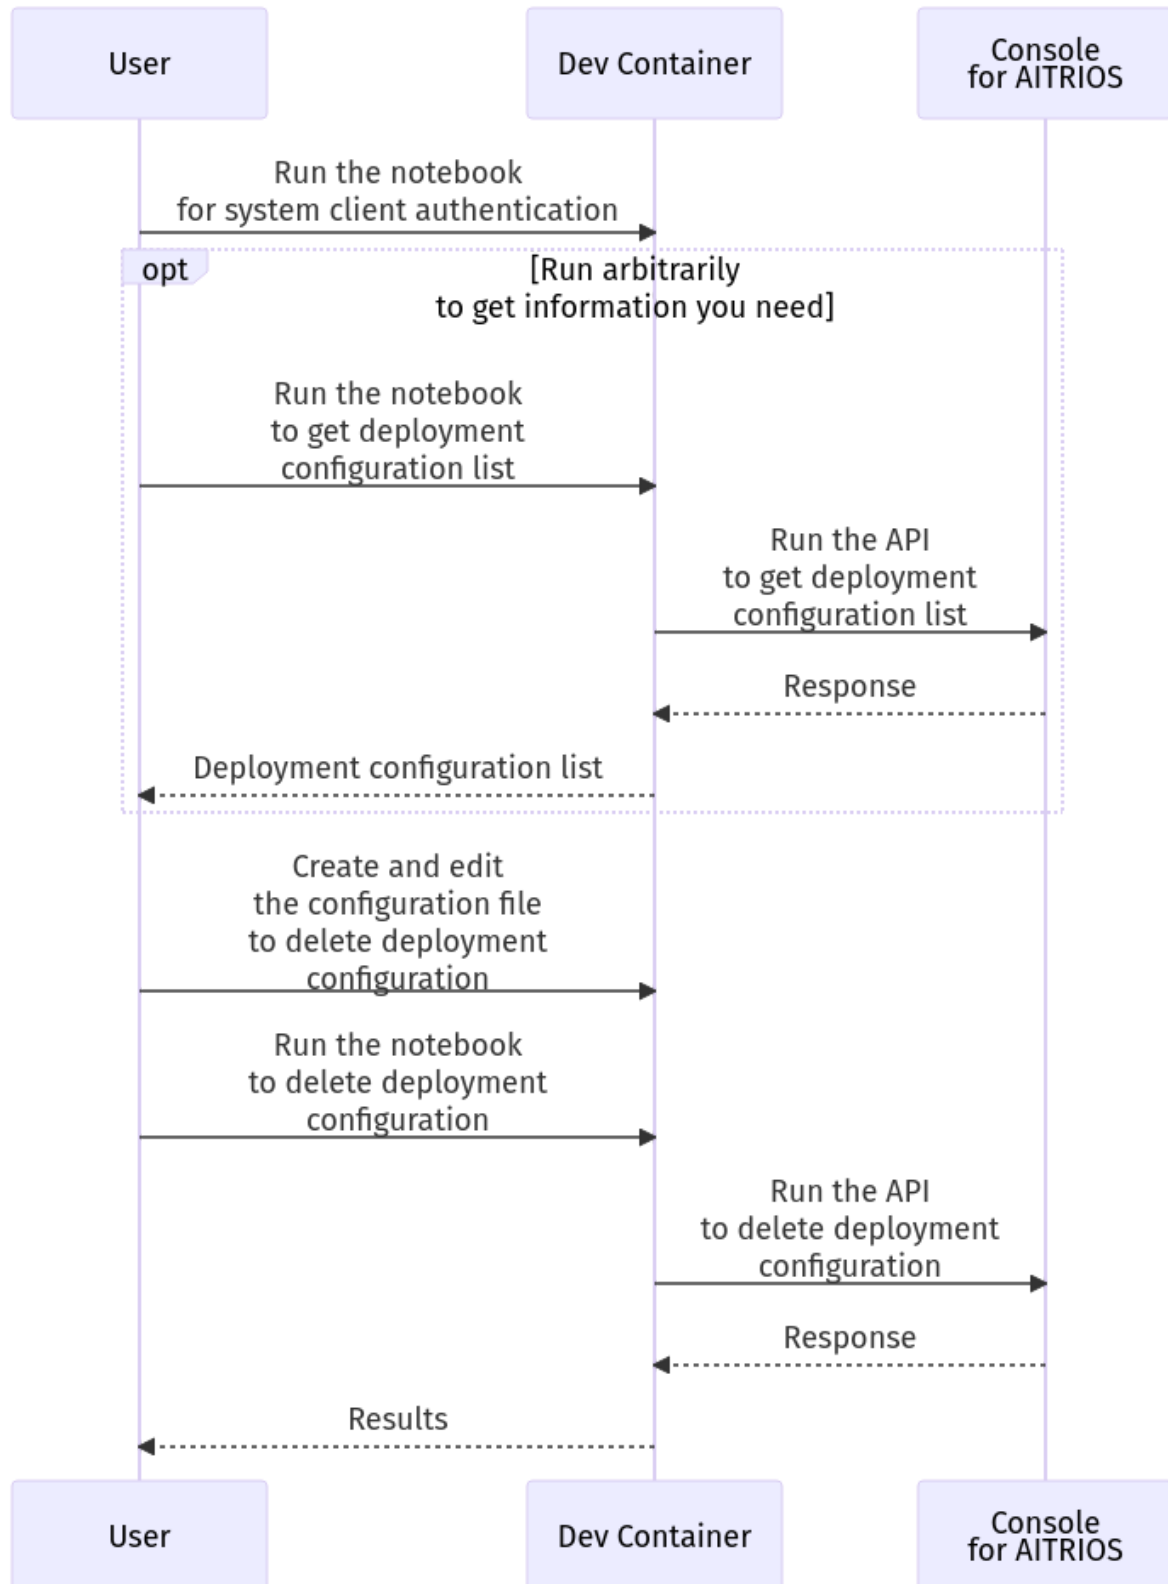 User
Dev Container
Console
for AITRIOS
Run the notebook
for system client authentication
opt
[Run arbitrarily
to get information you need]
Run the notebook
to get deployment
configuration list
Run the API
to get deployment
configuration list
Response
Deployment configuration list
Create and edit
the configuration file
to delete deployment
configuration
Run the notebook
to delete deployment
configuration
Run the API
to delete deployment
configuration
Response
Results
User
Dev Container
Console
for AITRIOS